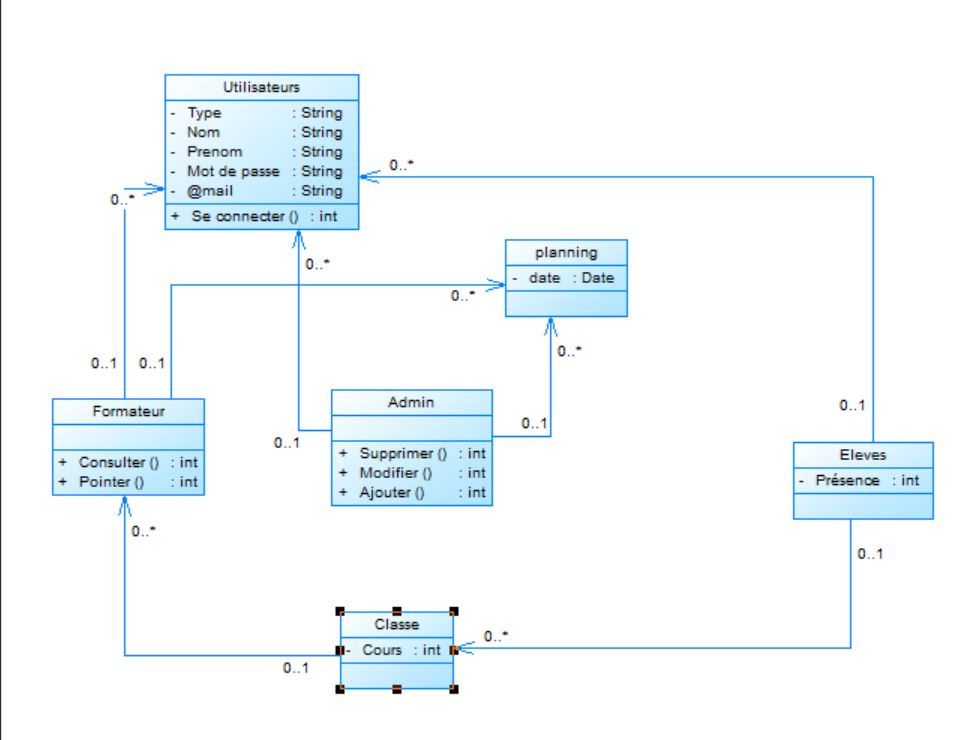 Utilisateurs
- Type : String
- Nom : String
- Prenom : String
- Mot de passe : String
- @mail : String
+ Se connecter () : int
0..*
0..*
0..*
planning
- date : Date
0..*
0..*
0..1
0..1
Formateur
+ Consulter () : int
+ Pointer () : int
Admin
+ Supprimer () : int
+ Modifier () : int
+ Ajouter () : int
0..1
0..1
0..1
Eleves
- Présence : int
0..*
0..1
Classe
- Cours : int
0..*
0..1